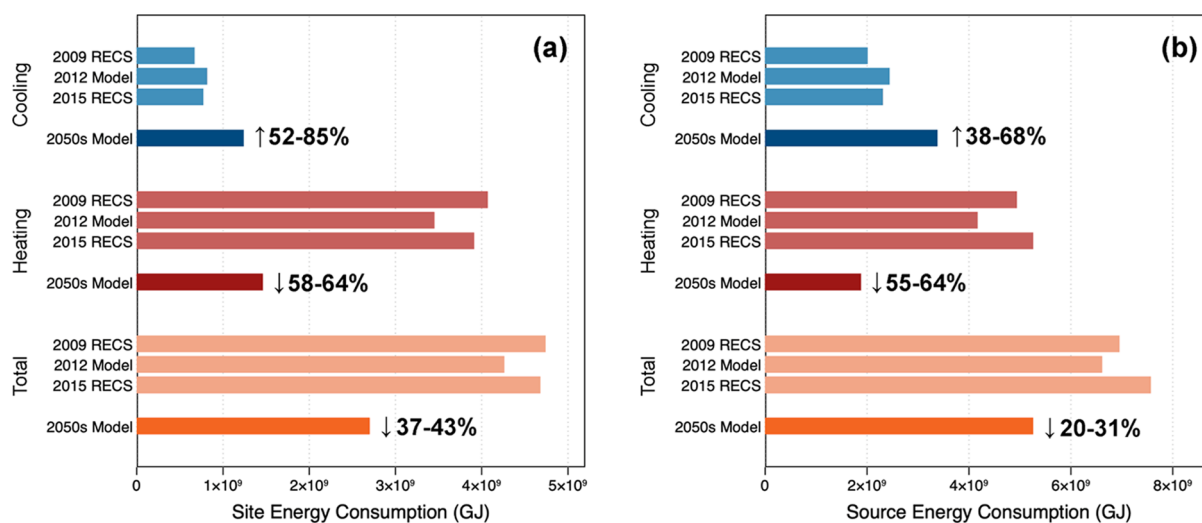 (a)
Cooling
2009 RECS
2012 Model
2015 RECS
2050s Model
↑52-85%
Heating
2009 RECS
2012 Model
2015 RECS
2050s Model
↓58-64%
Total
2009 RECS
2012 Model
2015 RECS
2050s Model
↓37-43%
0
1×10⁹
2×10⁹
3×10⁹
4×10⁹
5×10⁹
Site Energy Consumption (GJ)
(b)
Cooling
2009 RECS
2012 Model
2015 RECS
2050s Model
↑38-68%
Heating
2009 RECS
2012 Model
2015 RECS
2050s Model
↓55-64%
Total
2009 RECS
2012 Model
2015 RECS
2050s Model
↓20-31%
0
2×10⁹
4×10⁹
6×10⁹
8×10⁹
Source Energy Consumption (GJ)